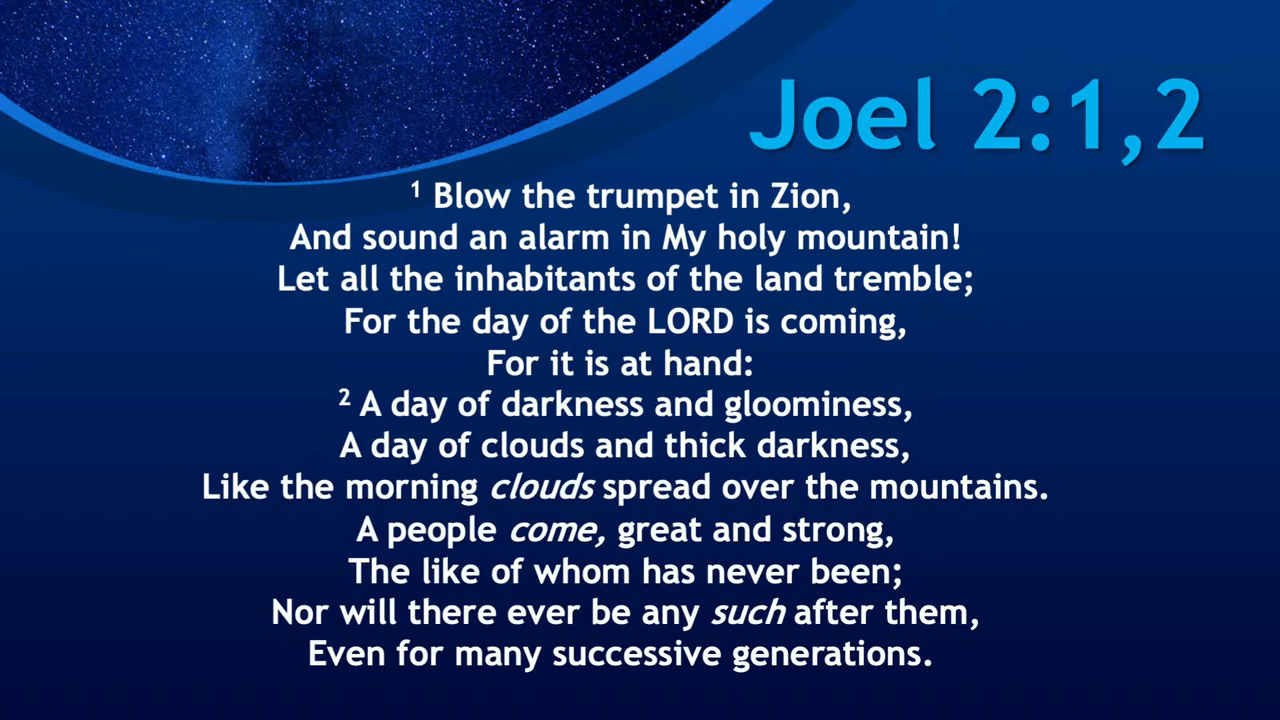 Joel 2:1,2
1 Blow the trumpet in Zion,
And sound an alarm in My holy mountain!
Let all the inhabitants of the land tremble;
For the day of the LORD is coming,
For it is at hand:
2 A day of darkness and gloominess,
A day of clouds and thick darkness,
Like the morning clouds spread over the mountains.
A people come, great and strong,
The like of whom has never been;
Nor will there ever be any such after them,
Even for many successive generations.